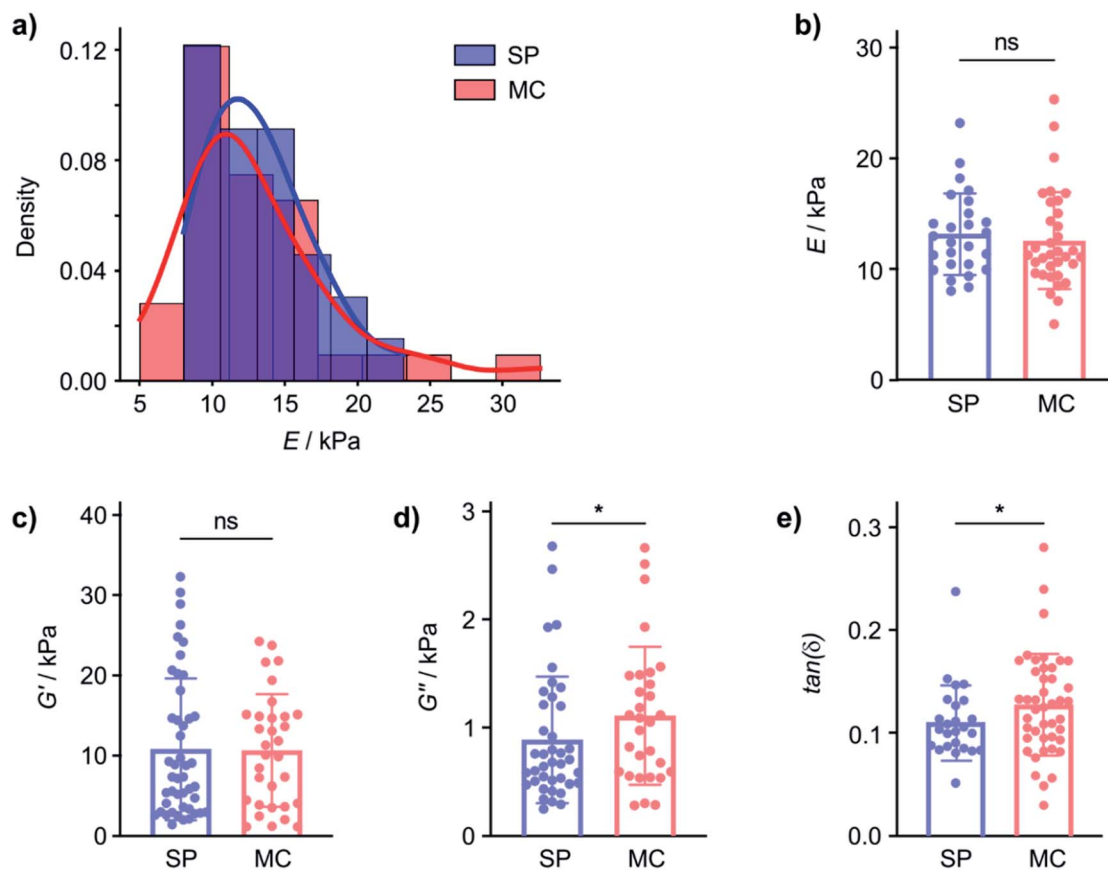 a)
0.12
0.08
0.04
0.00
Density
5 10 15 20 25 30
E / kPa
SP
MC
b)
ns
30
20
10
0
E / kPa
SP MC
c)
ns
40
30
20
10
0
G' / kPa
SP MC
d)
*
3
2
1
0
G'' / kPa
SP MC
e)
*
0.3
0.2
0.1
0.0
tan(δ)
SP MC